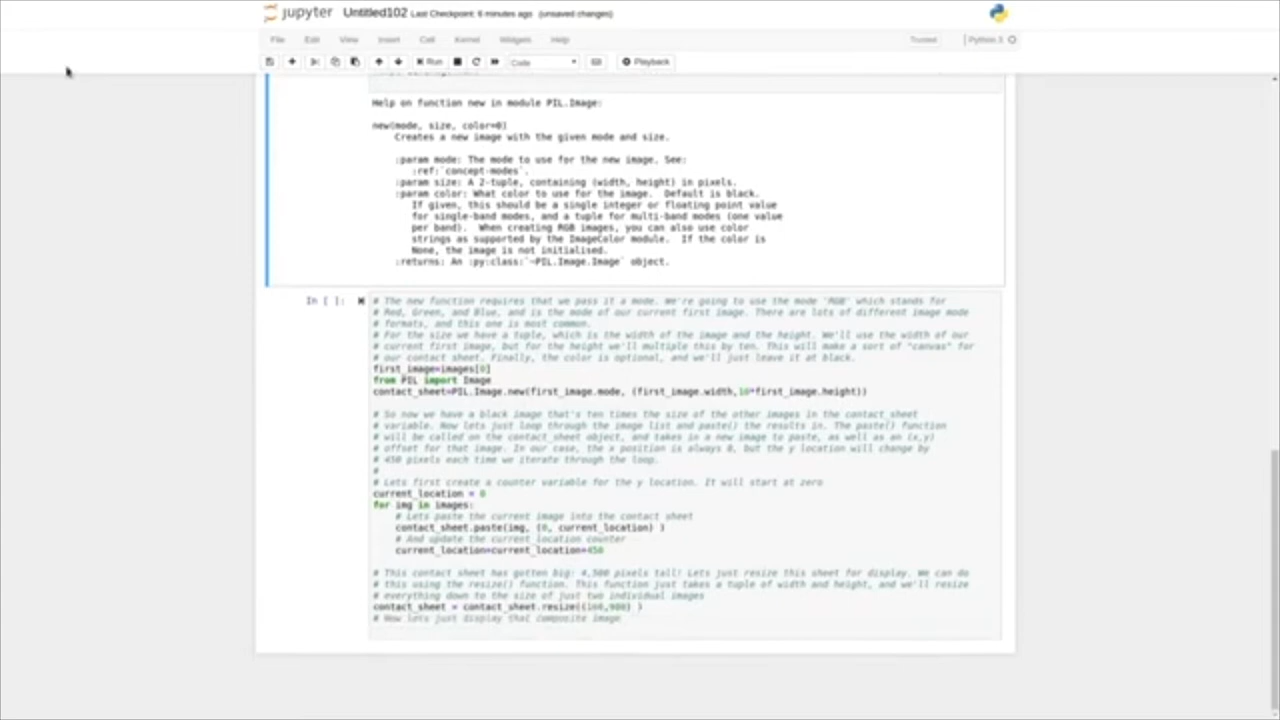 jupyter Untitled102 Last Checkpoint: 6 minutes ago (unsaved changes)
File Edit View Insert Cell Kernel Widgets Help Trusted Python 3
Run Code Playback
Help on function new in module PIL.Image:
new(mode, size, color=0)
Creates a new image with the given mode and size.
:param mode: The mode to use for the new image. See:
:ref:`concept-modes`.
:param size: A 2-tuple, containing (width, height) in pixels.
:param color: What color to use for the image. Default is black.
If given, this should be a single integer or floating point value
for single-band modes, and a tuple for multi-band modes (one value
per band). When creating RGB images, you can also use color
strings as supported by the ImageColor module. If the color is
None, the image is not initialised.
:returns: An :py:class:`~PIL.Image.Image` object.
In [ ]:
# The new function requires that we pass it a mode. We're going to use the mode 'RGB' which stands for
# Red, Green, and Blue, and is the mode of our current first image. There are lots of different image mode
# formats, and this one is most common.
# For the size we have a tuple, which is the width of the image and the height. We'll use the width of our
# current first image, but for the height we'll multiple this by ten. This will make a sort of "canvas" for
# our contact sheet. Finally, the color is optional, and we'll just leave it at black.
first_image=images[0]
from PIL import Image
contact_sheet=PIL.Image.new(first_image.mode, (first_image.width,10*first_image.height))
# So now we have a black image that's ten times the size of the other images in the contact_sheet
# variable. Now lets just loop through the image list and paste() the results in. The paste() function
# will be called on the contact_sheet object, and takes in a new image to paste, as well as an (x,y)
# offset for that image. In our case, the x position is always 0, but the y location will change by
# 450 pixels each time we iterate through the loop.
#
# Lets first create a counter variable for the y location. It will start at zero
current_location = 0
for img in images:
# Lets paste the current image into the contact sheet
contact_sheet.paste(img, (0, current_location) )
# And update the current_location counter
current_location=current_location+450
# This contact sheet has gotten big: 4,500 pixels tall! Lets just resize this sheet for display. We can do
# this using the resize() function. This function just takes a tuple of width and height, and we'll resize
# everything down to the size of just two individual images
contact_sheet = contact_sheet.resize((160,900) )
# Now lets just display that composite image